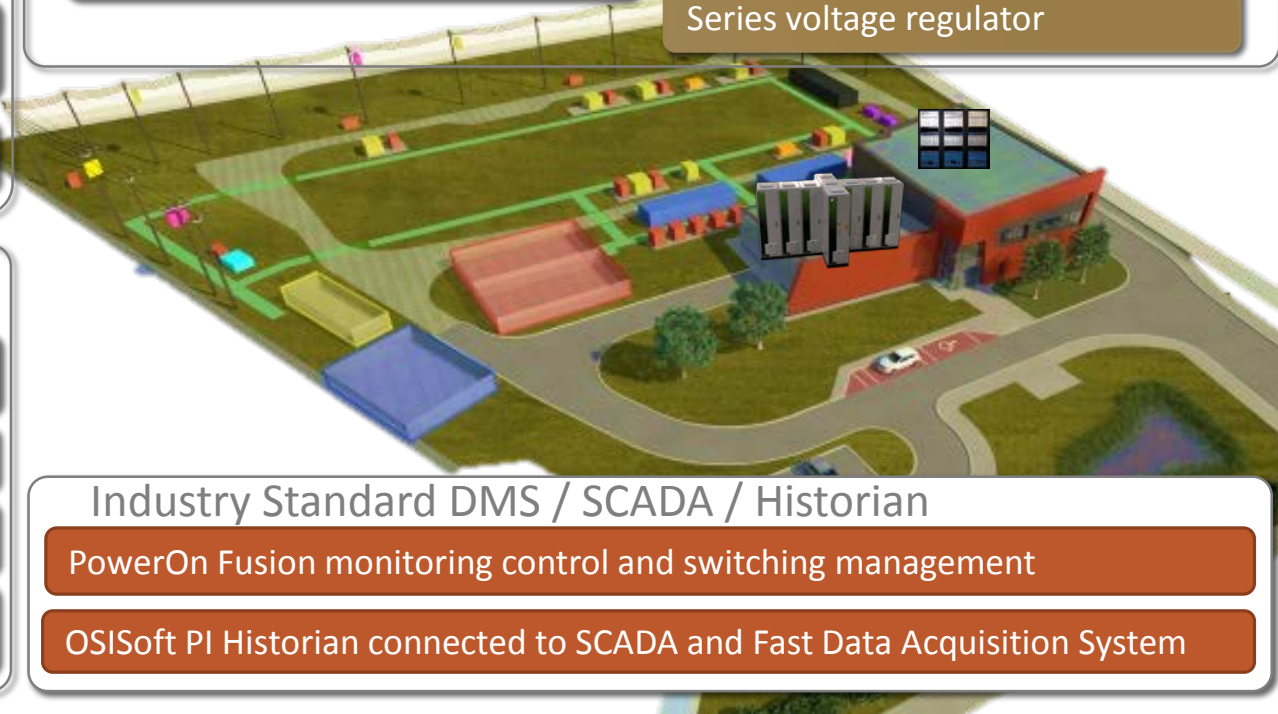 Series voltage regulator
Industry Standard DMS / SCADA / Historian
PowerOn Fusion monitoring control and switching management
OSISoft PI Historian connected to SCADA and Fast Data Acquisition System